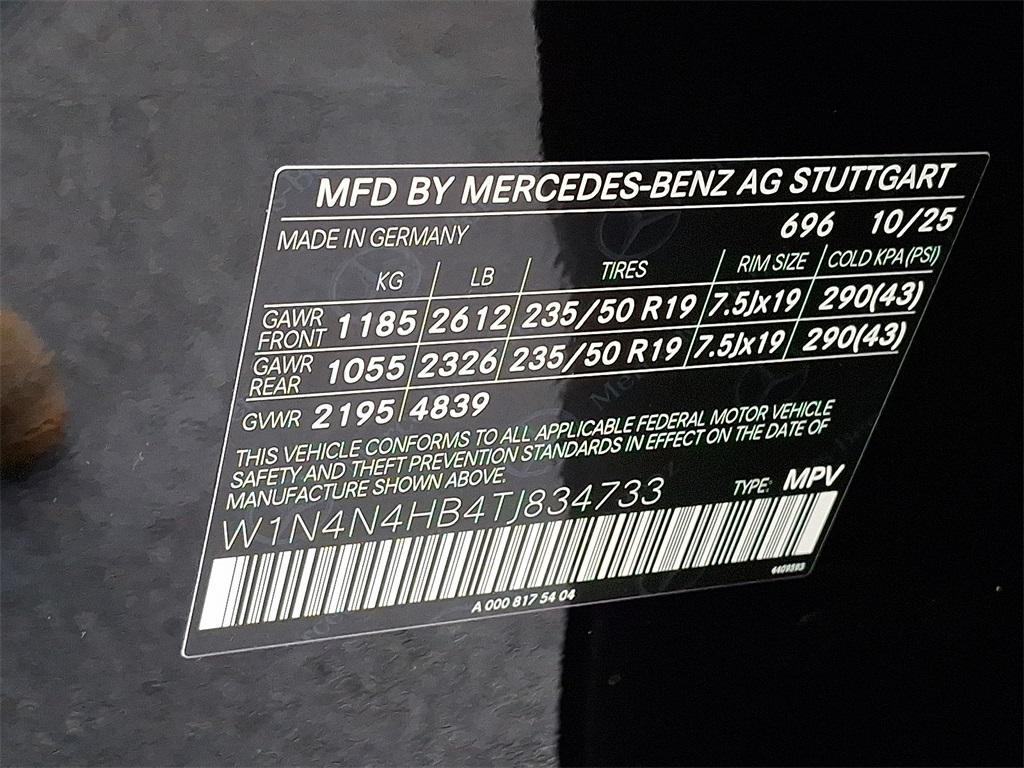 MFD BY MERCEDES-BENZ AG STUTTGART
696 10/25
MADE IN GERMANY
KG LB TIRES RIM SIZE COLD KPA (PSI)
GAWR FRONT 1185 2612 235/50 R19 7.5Jx19 290(43)
GAWR REAR 1055 2326 235/50 R19 7.5Jx19 290(43)
GVWR 2195 4839
THIS VEHICLE CONFORMS TO ALL APPLICABLE FEDERAL MOTOR VEHICLE
SAFETY AND THEFT PREVENTION STANDARDS IN EFFECT ON THE DATE OF
MANUFACTURE SHOWN ABOVE.
W1N4N4HB4TJ834733 TYPE: MPV
A 000 817 54 04